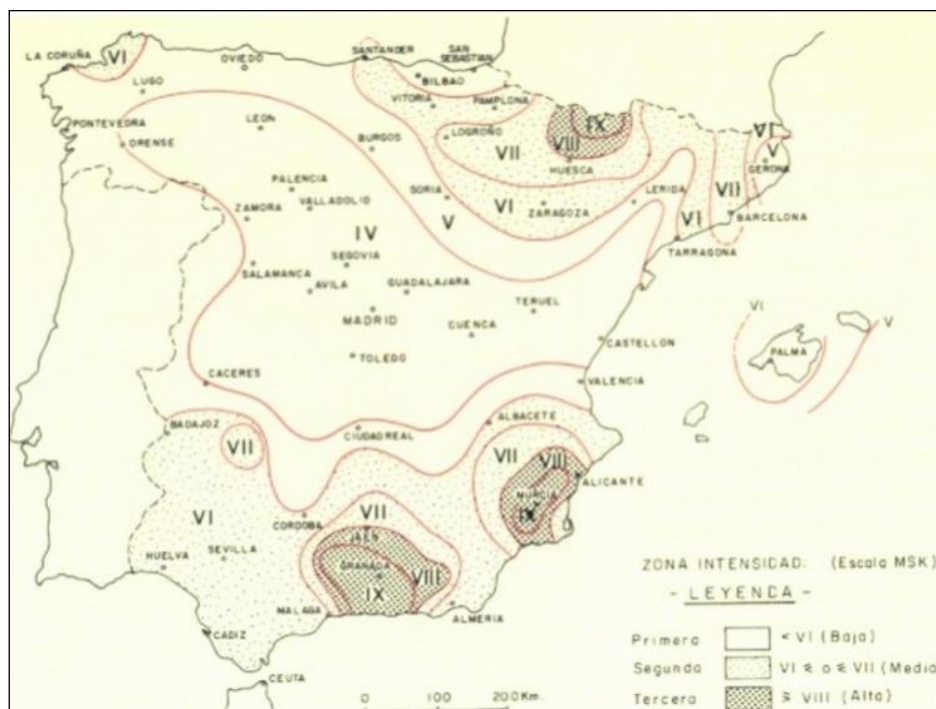 LA CORUÑA
VI
LUGO
OVIEDO
SANTANDER
SAN SEBASTIAN
BILBAO
VITORIA
PAMPLONA
PONTEVEDRA
ORENSE
LEON
BURGOS
LOGROÑO
VII
VIII
IX
HUESCA
VI
V
GERONA
PALENCIA
VALLADOLID
ZAMORA
SORIA
V
VI
ZARAGOZA
LERIDA
VI
VII
BARCELONA
TARRAGONA
IV
SEGOVIA
SALAMANCA
AVILA
GUADALAJARA
MADRID
TERUEL
CUENCA
TOLEDO
CASTELLON
VI
V
PALMA
CACERES
VALENCIA
BADAJOZ
VII
CIUDAD REAL
ALBACETE
VII
VIII
ALICANTE
MURCIA
IX
VI
CORDOBA
VII
JAEN
GRANADA
VIII
IX
HUELVA
SEVILLA
MALAGA
ALMERIA
CADIZ
CEUTA
0 100 200 Km.
ZONA INTENSIDAD: (Escala MSK)
- LEYENDA -
Primera < VI (Baja)
Segunda VI ≤ o ≤ VII (Media
Tercera ≥ VIII (Alta)